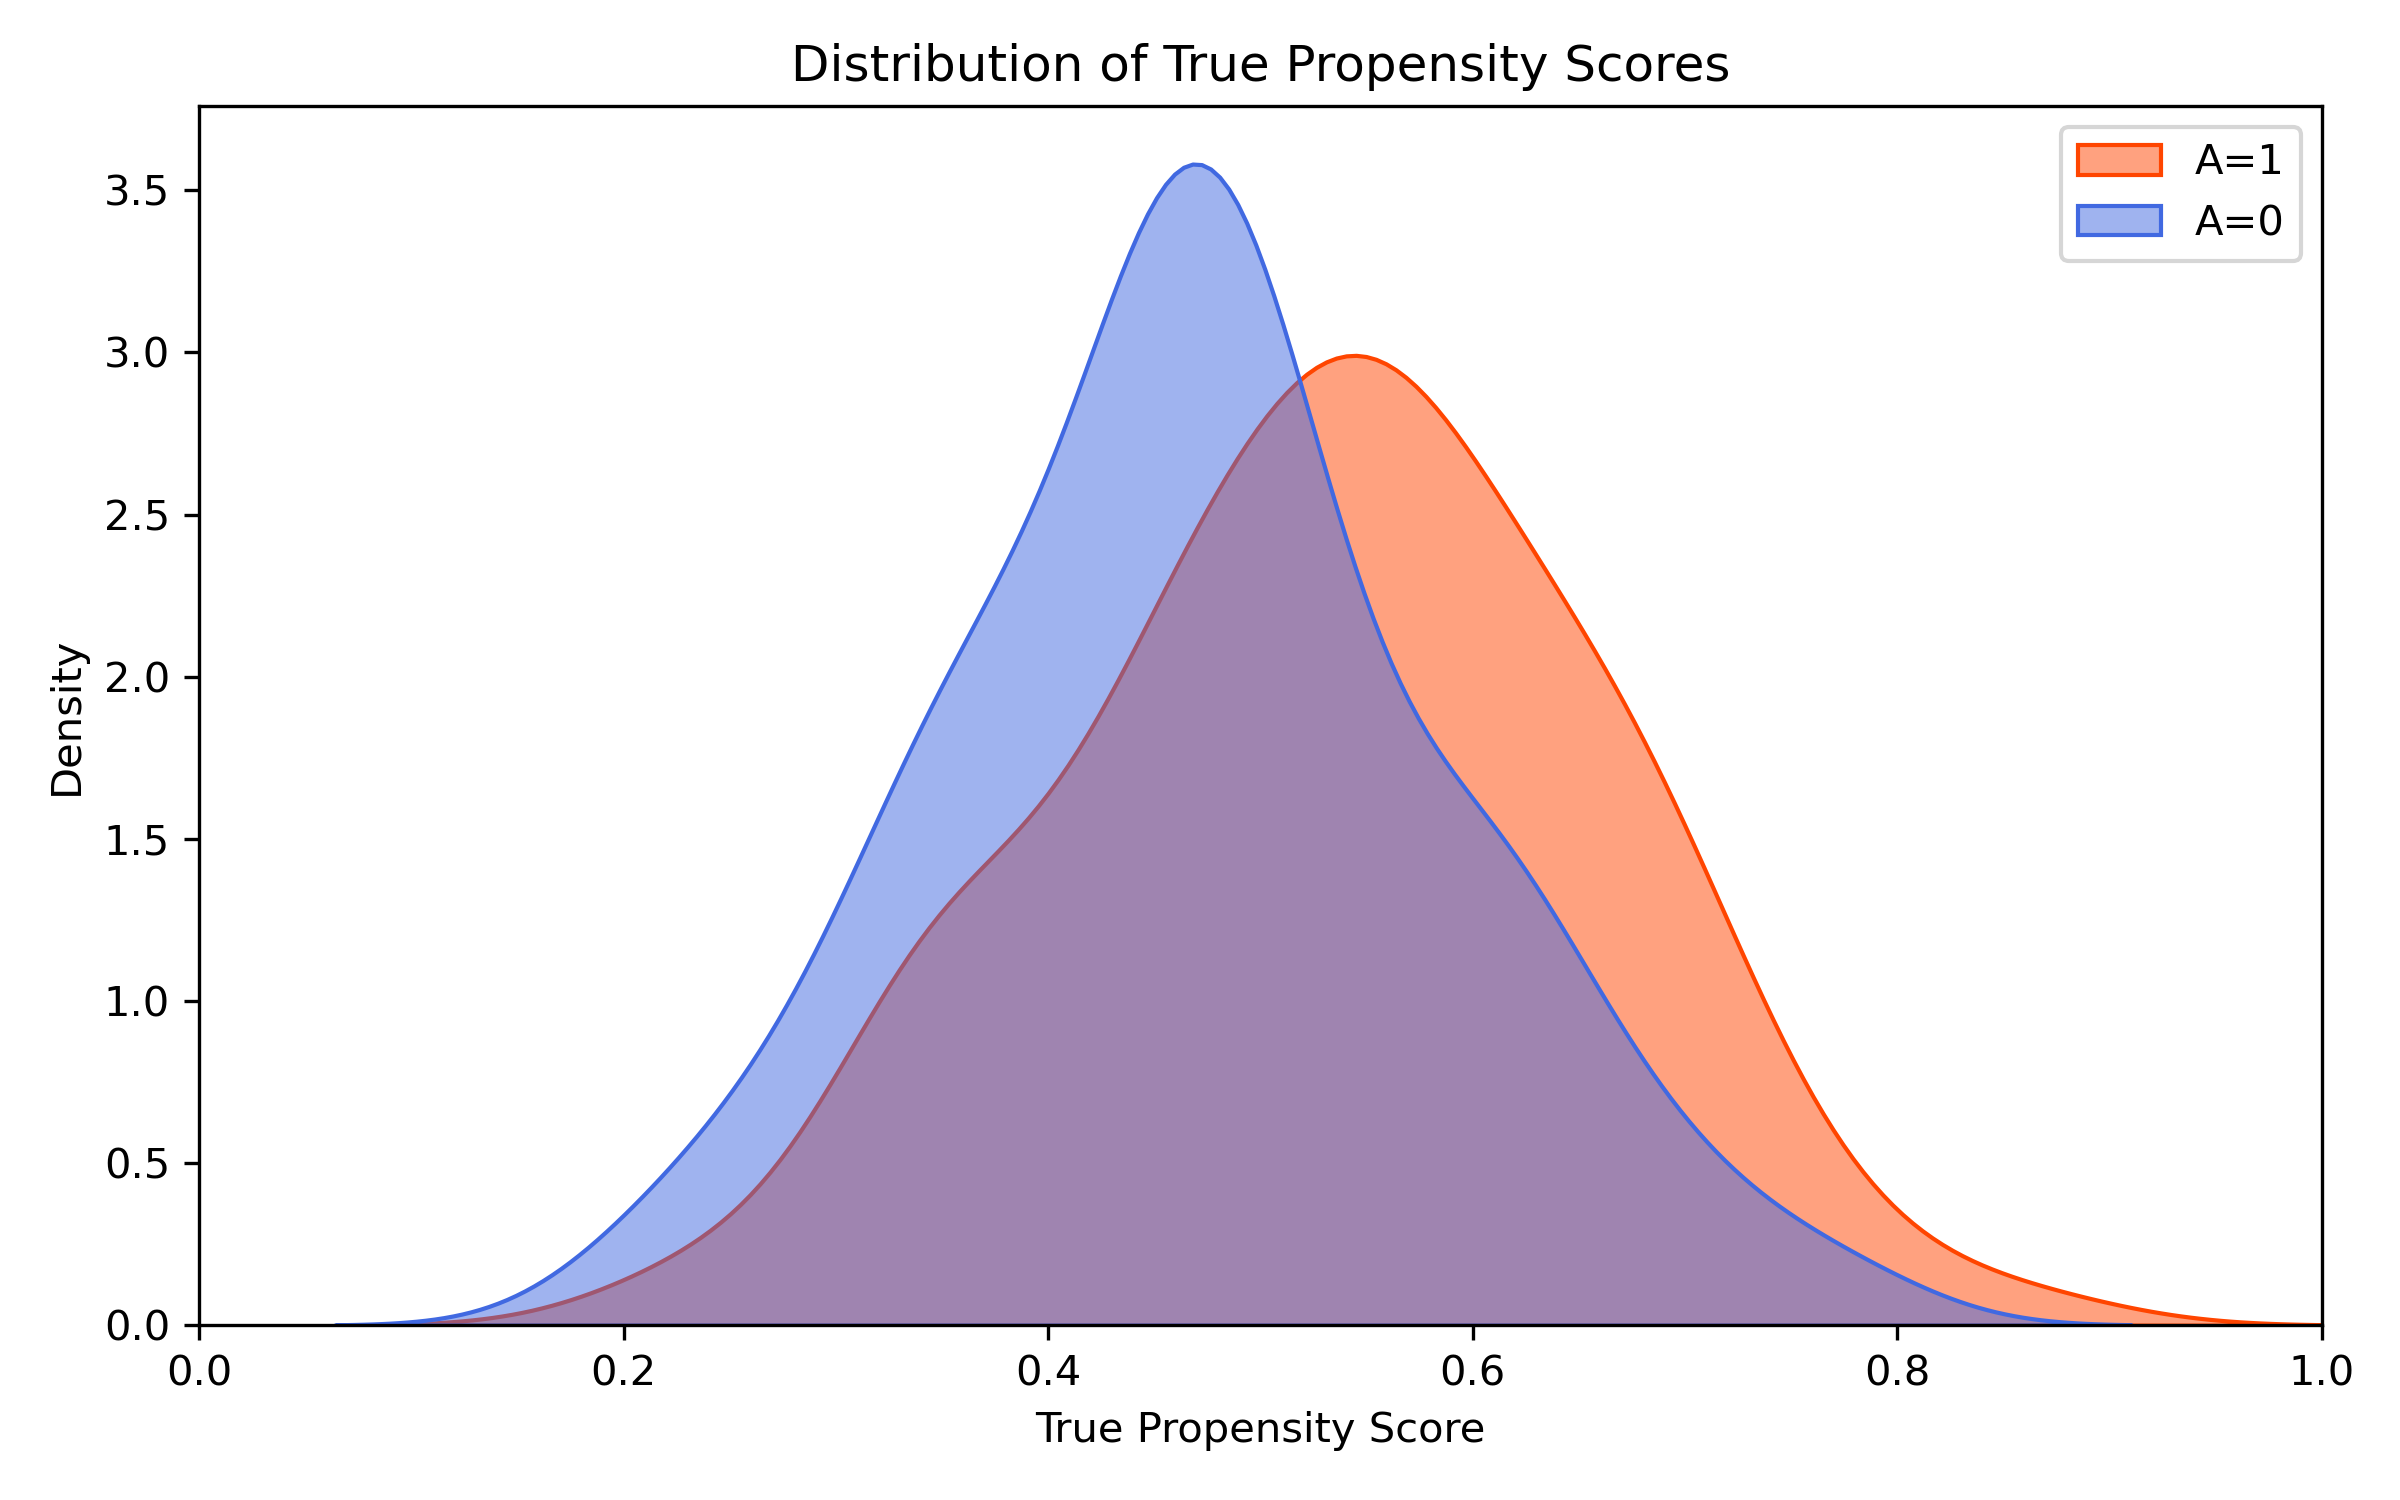 Distribution of True Propensity Scores
A=1
A=0
3.5
3.0
2.5
2.0
1.5
1.0
0.5
0.0
Density
0.0 0.2 0.4 0.6 0.8 1.0
True Propensity Score